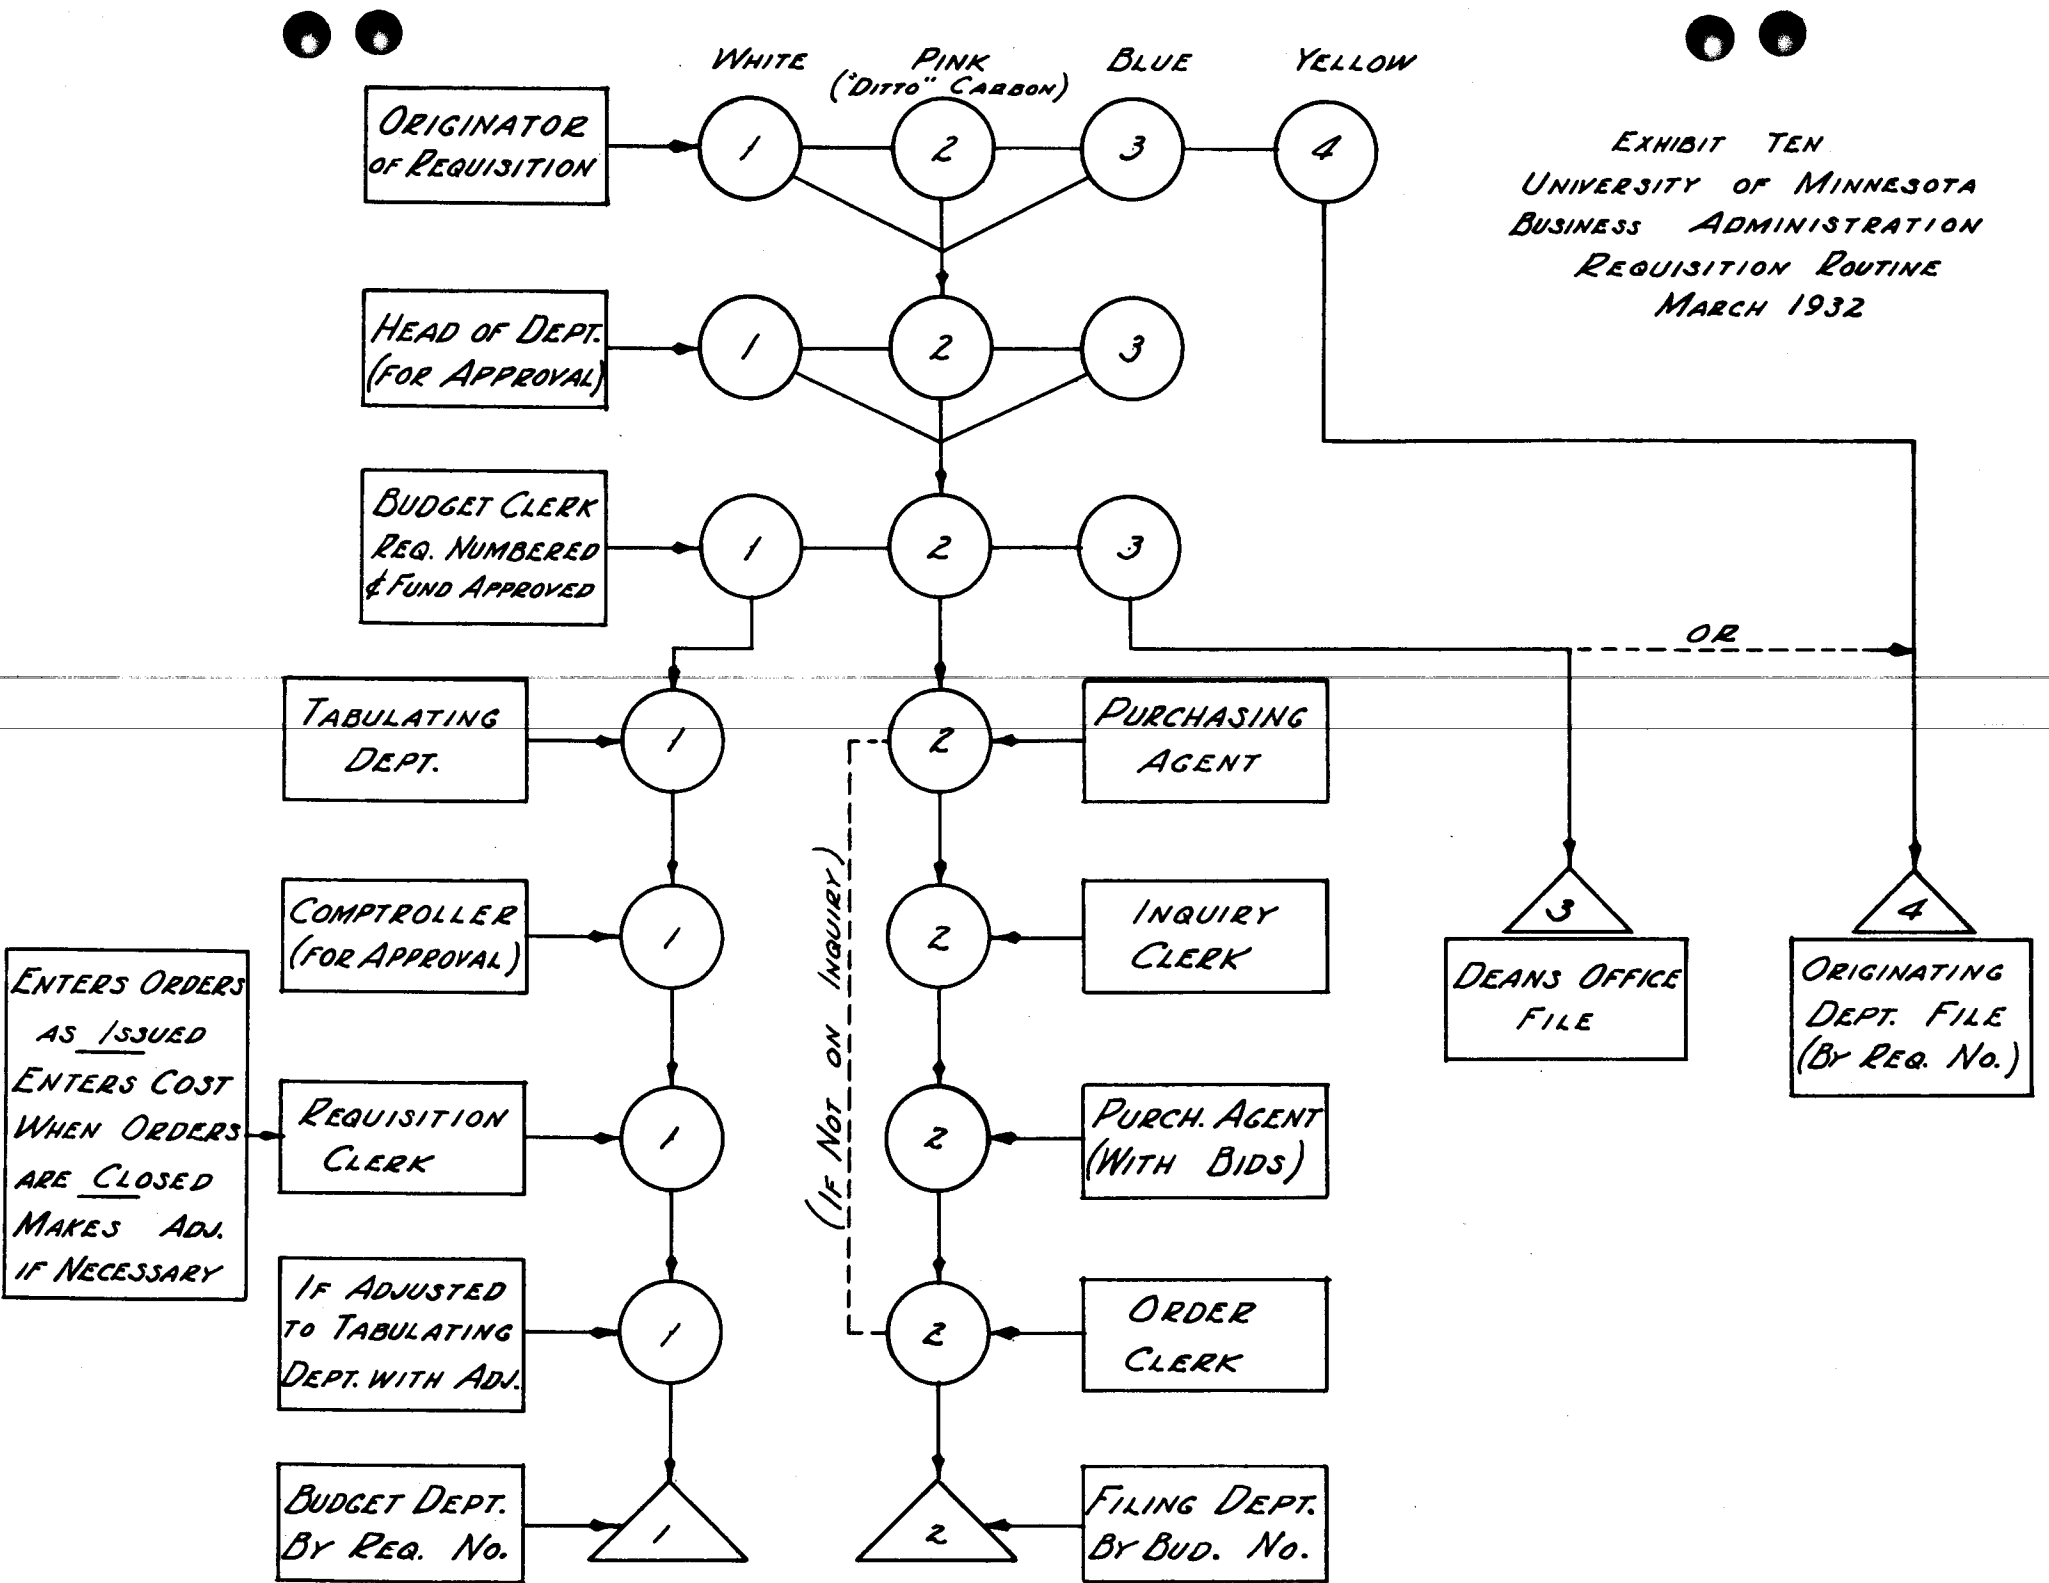 WHITE
PINK
("DITTO" CARBON)
BLUE
YELLOW
ORIGINATOR
OF REQUISITION
1
2
3
4
EXHIBIT TEN
UNIVERSITY OF MINNESOTA
BUSINESS ADMINISTRATION
REQUISITION ROUTINE
MARCH 1932
HEAD OF DEPT.
(FOR APPROVAL)
1
2
3
BUDGET CLERK
REQ. NUMBERED
& FUND APPROVED
1
2
3
OR
TABULATING
DEPT.
1
2
PURCHASING
AGENT
(IF NOT ON INQUIRY)
COMPTROLLER
(FOR APPROVAL)
1
2
INQUIRY
CLERK
3
DEANS OFFICE
FILE
4
ORIGINATING
DEPT. FILE
(BY REQ. NO.)
ENTERS ORDERS
AS ISSUED
ENTERS COST
WHEN ORDERS
ARE CLOSED
MAKES ADJ.
IF NECESSARY
REQUISITION
CLERK
1
2
PURCH. AGENT
(WITH BIDS)
IF ADJUSTED
TO TABULATING
DEPT. WITH ADJ.
1
2
ORDER
CLERK
BUDGET DEPT.
BY REQ. NO.
1
2
FILING DEPT.
BY BUD. NO.